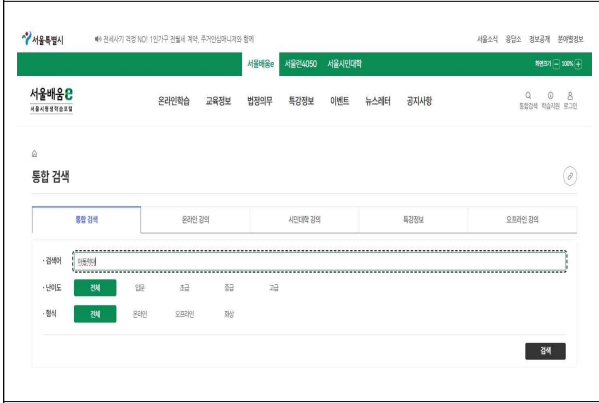 서울특별시 전세사기 걱정 NO! 1인가구 전월세 계약, 주거안심매니저와 함께 서울소식 응답소 정보공개 분야별정보
서울배움e 서울런4050 서울시민대학 화면크기 100%
서울배움e 온라인학습 교육정보 법정의무 특강정보 이벤트 뉴스레터 공지사항 통합검색 학습지원 로그인
서울시평생학습포털
통합 검색
통합 검색 온라인 강의 시민대학 강의 특강정보 오프라인 강의
· 검색어
· 난이도 전체 입문 초급 중급 고급
· 형식 전체 온라인 오프라인 화상
검색